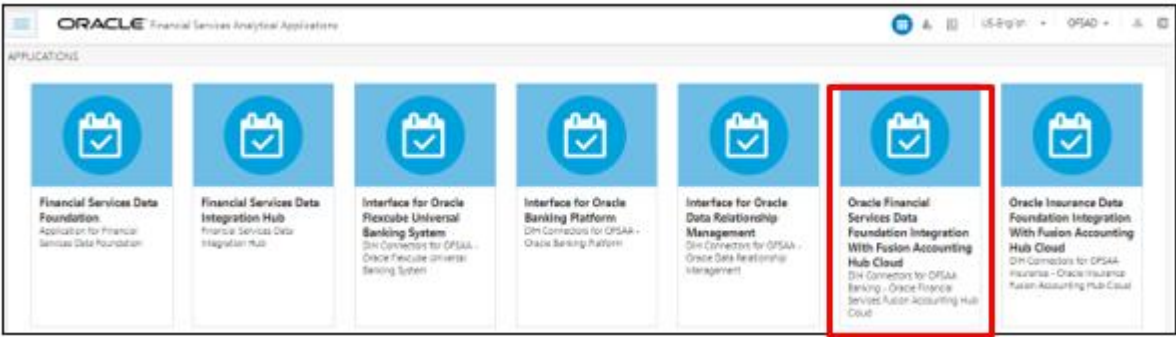 ORACLE Financial Services Analytical Applications
US-English OFSAD
APPLICATIONS
Financial Services Data
Foundation
Application for Financial
Services Data Foundation
Financial Services Data
Integration Hub
Financial Services Data
Integration Hub
Interface for Oracle
Flexcube Universal
Banking System
DIH Connectors for OFSAA -
Oracle Flexcube Universal
Banking System
Interface for Oracle
Banking Platform
DIH Connectors for OFSAA -
Oracle Banking Platform
Interface for Oracle
Data Relationship
Management
DIH Connectors for OFSAA -
Oracle Data Relationship
Management
Oracle Financial
Services Data
Foundation Integration
With Fusion Accounting
Hub Cloud
DIH Connectors for OFSAA
Banking - Oracle Financial
Services Fusion Accounting Hub
Cloud
Oracle Insurance Data
Foundation Integration
With Fusion Accounting
Hub Cloud
DIH Connectors for OFSAA
Insurance - Oracle Insurance
Fusion Accounting Hub Cloud